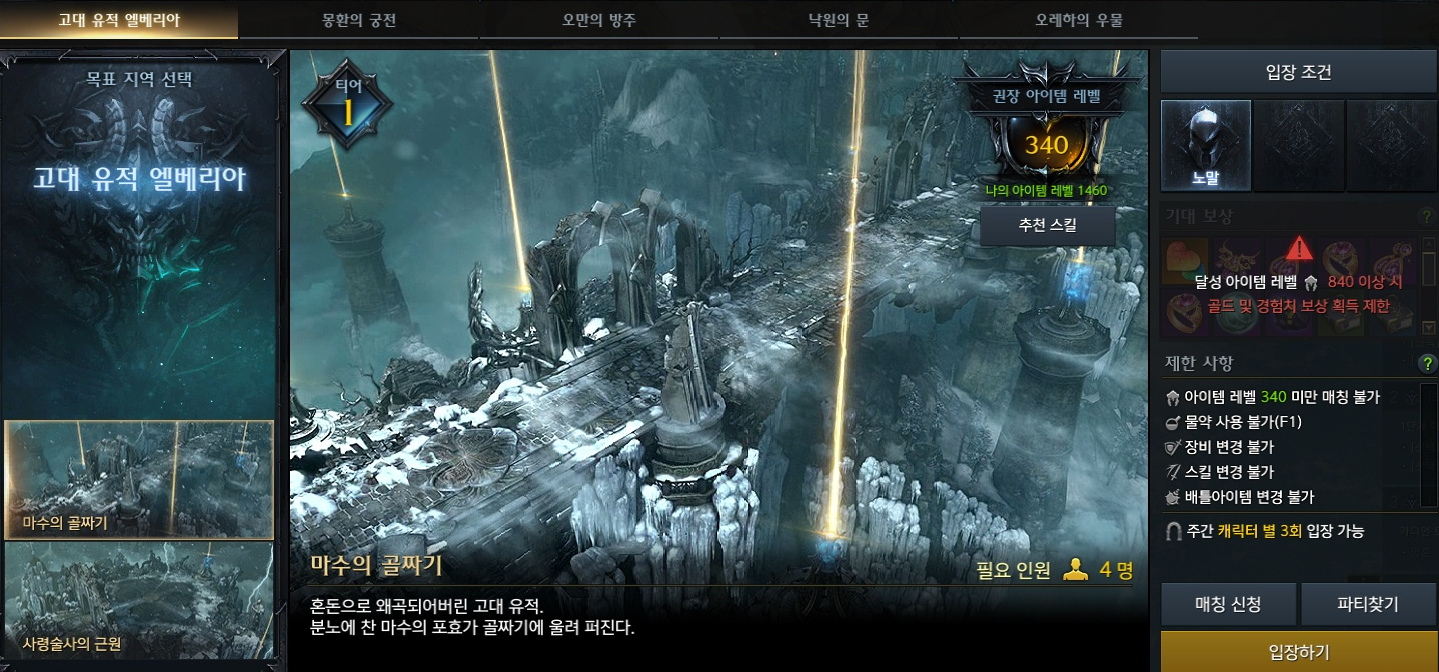 고대 유적 엘베리아
몽환의 궁전
오만의 방주
낙원의 문
오레하의 우물
목표 지역 선택
고대 유적 엘베리아
마수의 골짜기
사령술사의 근원
티어
1
권장 아이템 레벨
340
나의 아이템 레벨 1460
추천 스킬
마수의 골짜기
필요 인원 4 명
혼돈으로 왜곡되어버린 고대 유적.
분노에 찬 마수의 포효가 골짜기에 울려 퍼진다.
입장 조건
노말
기대 보상
?
달성 아이템 레벨 840 이상 시
골드 및 경험치 보상 획득 제한
제한 사항
?
아이템 레벨 340 미만 매칭 불가
물약 사용 불가(F1)
장비 변경 불가
스킬 변경 불가
배틀아이템 변경 불가
주간 캐릭터 별 3회 입장 가능
매칭 신청
파티찾기
입장하기